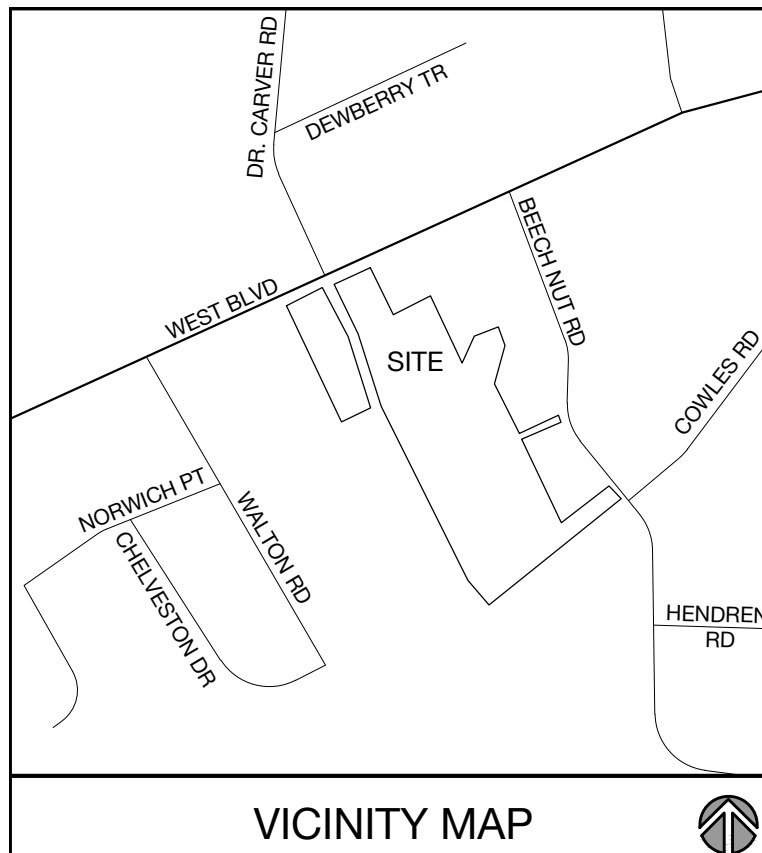 DR. CARVER RD
DEWBERRY TR
BEECH NUT RD
WEST BLVD
SITE
COWLES RD
NORWICH PT
WALTON RD
CHELVESTON DR
HENDREN
RD
VICINITY MAP